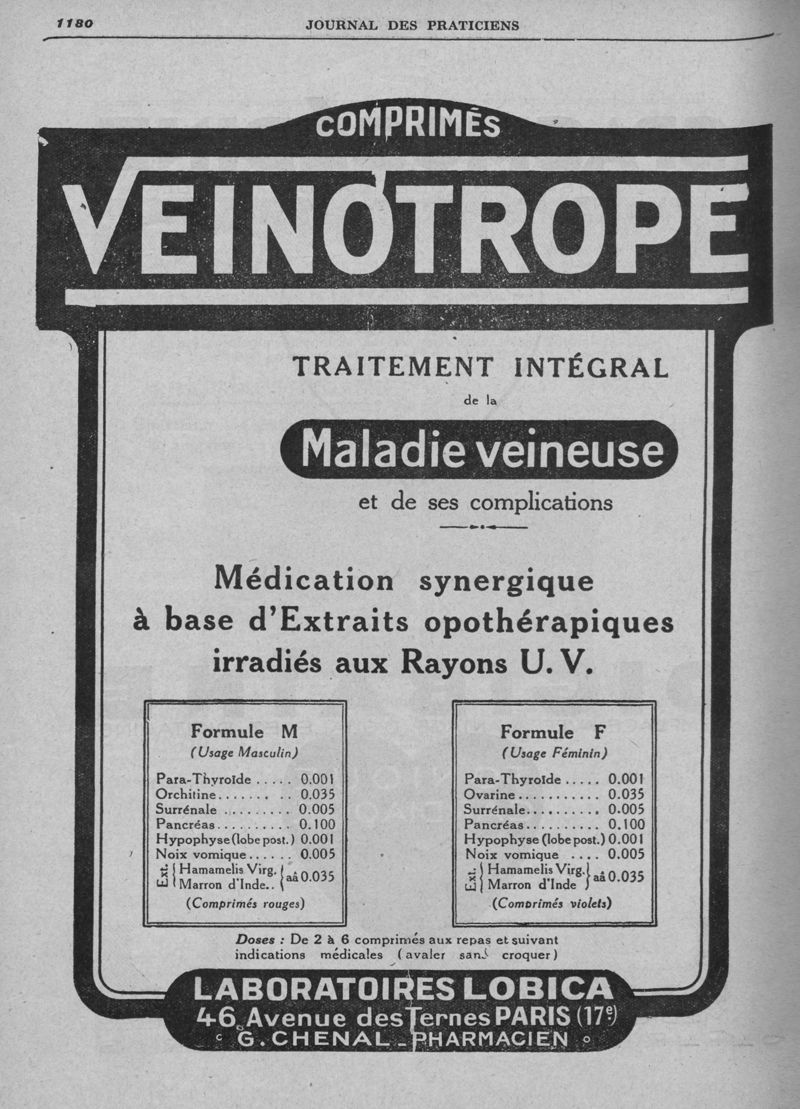 1180
JOURNAL DES PRATICIENS
COMPRIMÉS
VEINOTROPE
TRAITEMENT INTÉGRAL
de la
Maladie veineuse
et de ses complications
Médication synergique
à base d'Extraits opothérapiques
irradiés aux Rayons U. V.
Formule M
(Usage Masculin)
Para-Thyroïde ..... 0.001
Orchitine....... .. 0.035
Surrénale ......... 0.005
Pancréas.......... 0.100
Hypophyse (lobe post.) 0.001
Noix vomique...... 0.005
Ext. { Hamamelis Virg. } aâ 0.035
Marron d'Inde..
(Comprimés rouges)
Formule F
(Usage Féminin)
Para-Thyroïde ..... 0.001
Ovarine........... 0.035
Surrénale.......... 0.005
Pancréas.......... 0.100
Hypophyse (lobe post.) 0.001
Noix vomique .... 0.005
Ext. { Hamamelis Virg. } aâ 0.035
Marron d'Inde
(Comprimés violets)
Doses : De 2 à 6 comprimés aux repas et suivant
indications médicales (avaler sans croquer)
LABORATOIRES LOBICA
46, Avenue des Ternes PARIS (17e)
G. CHENAL - PHARMACIEN